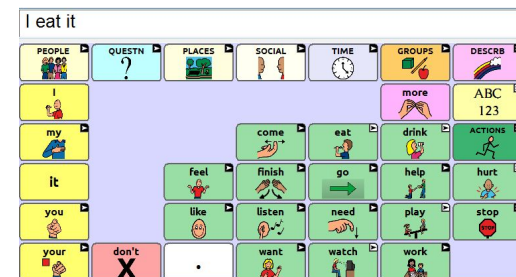 I eat it
PEOPLE QUESTN PLACES SOCIAL TIME GROUPS DESCRB
?
I more ABC
123
my come eat drink ACTIONS
it feel finish go help hurt
you like listen need play stop
STOP
your don't . want watch work
X